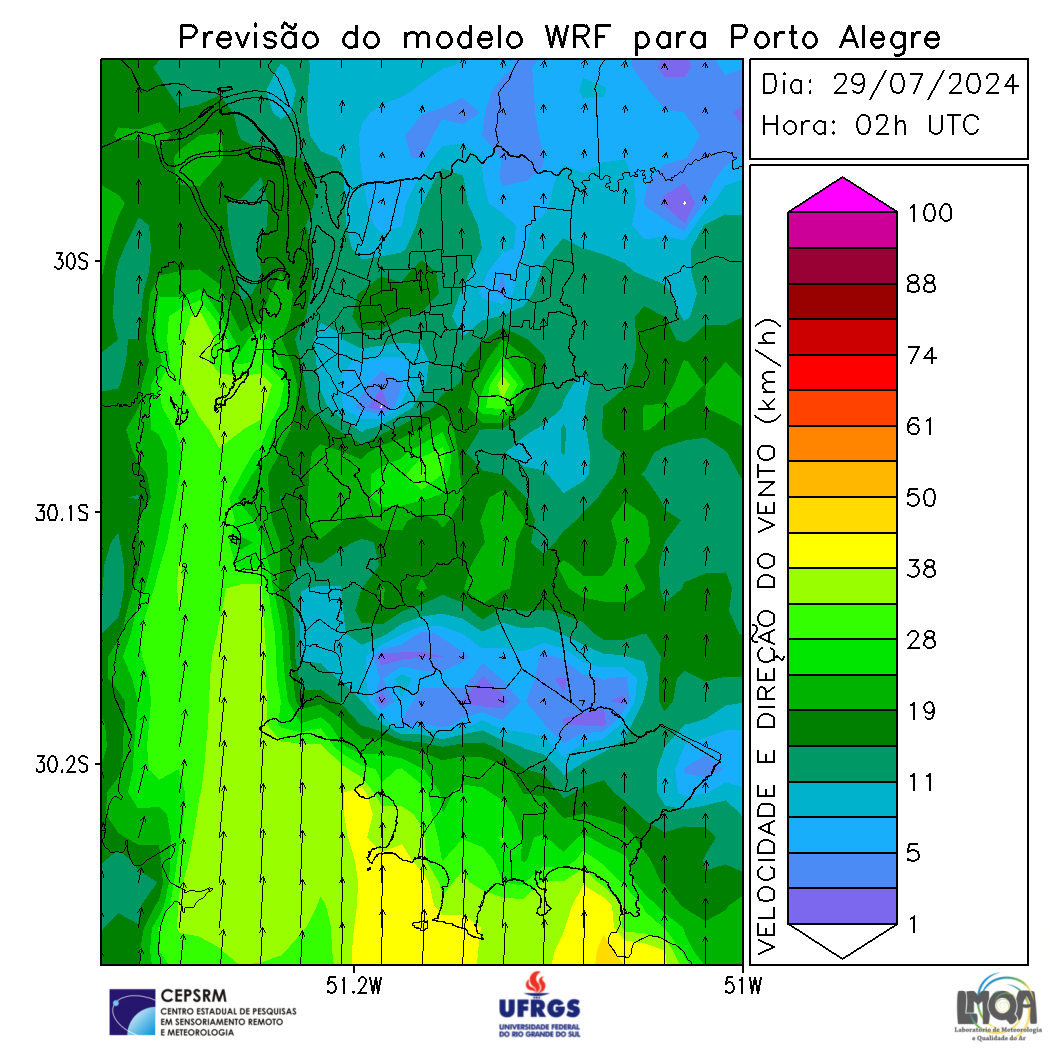 Previsão do modelo WRF para Porto Alegre
Dia: 29/07/2024
Hora: 02h UTC
30S
30.1S
30.2S
51.2W
51W
VELOCIDADE E DIREÇÃO DO VENTO (km/h)
100
88
74
61
50
38
28
19
11
5
1
CEPSRM
CENTRO ESTADUAL DE PESQUISAS
EM SENSORIAMENTO REMOTO
E METEOROLOGIA
UFRGS
UNIVERSIDADE FEDERAL
DO RIO GRANDE DO SUL
LMQA
Laboratório de Meteorologia
e Qualidade do Ar